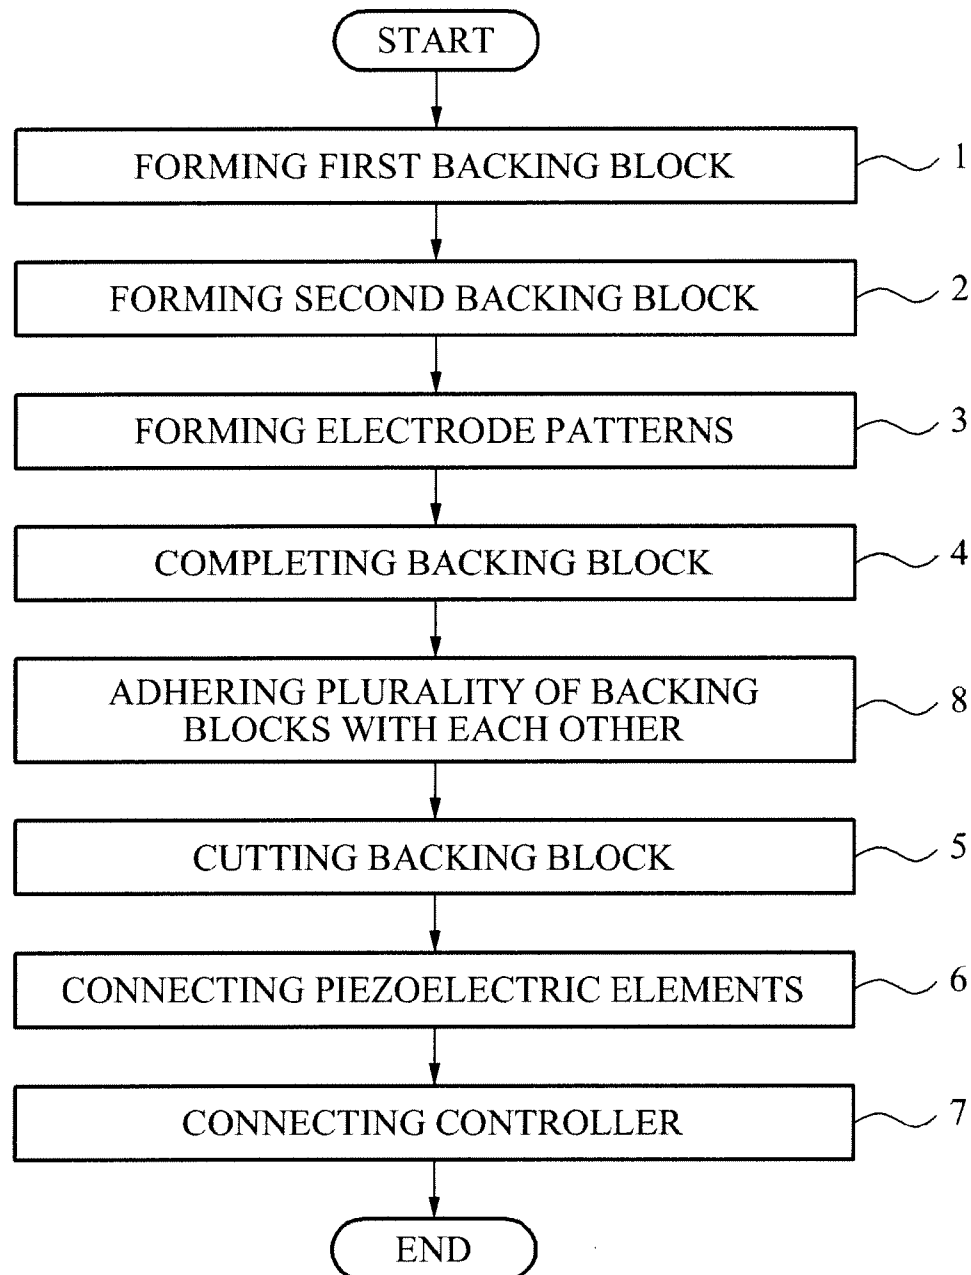 START
FORMING FIRST BACKING BLOCK
1
FORMING SECOND BACKING BLOCK
2
FORMING ELECTRODE PATTERNS
3
COMPLETING BACKING BLOCK
4
ADHERING PLURALITY OF BACKING
BLOCKS WITH EACH OTHER
8
CUTTING BACKING BLOCK
5
CONNECTING PIEZOELECTRIC ELEMENTS
6
CONNECTING CONTROLLER
7
END